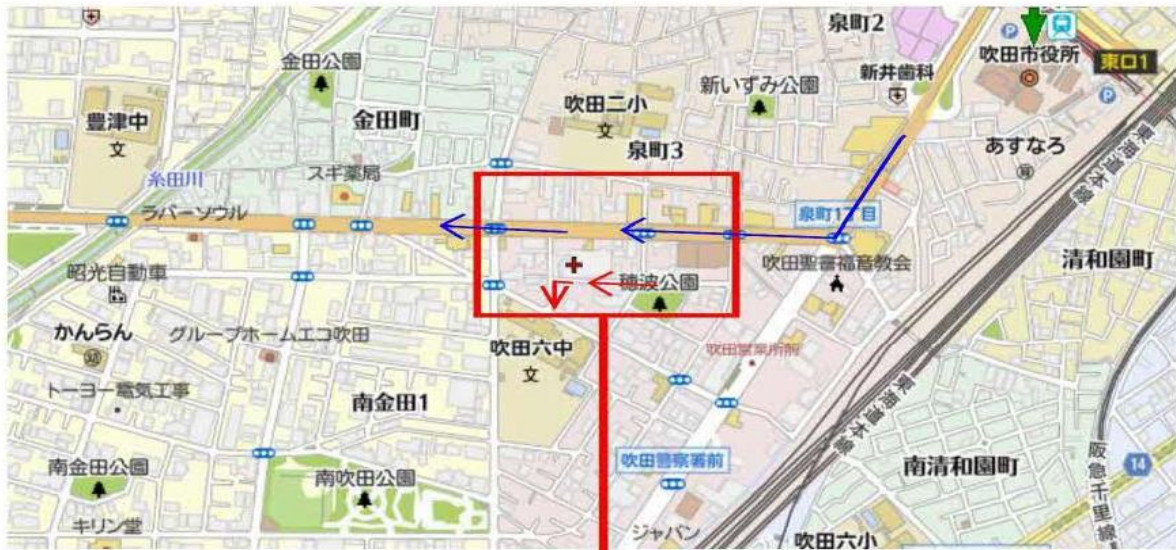 泉町2
吹田市役所
東口1
新井歯科
金田公園
新いずみ公園
吹田二小
文
豊津中
文
金田町
泉町3
あすなろ
東海道本線
糸田川
スギ薬局
ラバーソウル
泉町1丁目
昭光自動車
穂波公園
吹田聖書福音教会
清和園町
かんらん
幼
グループホームエコ吹田
吹田六中
文
吹田営業所前
トーヨー電気工事
南金田1
東海道本線
南金田公園
南吹田公園
吹田警察署前
南清和園町
阪急千里線
14
キリン堂
ジャパン
吹田六小